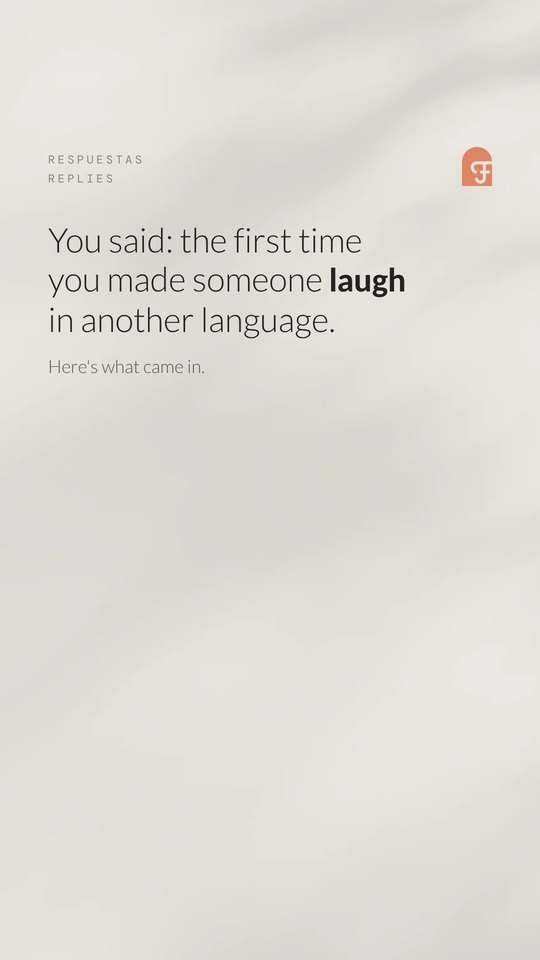 RESPUESTAS
REPLIES
You said: the first time
you made someone laugh
in another language.
Here's what came in.